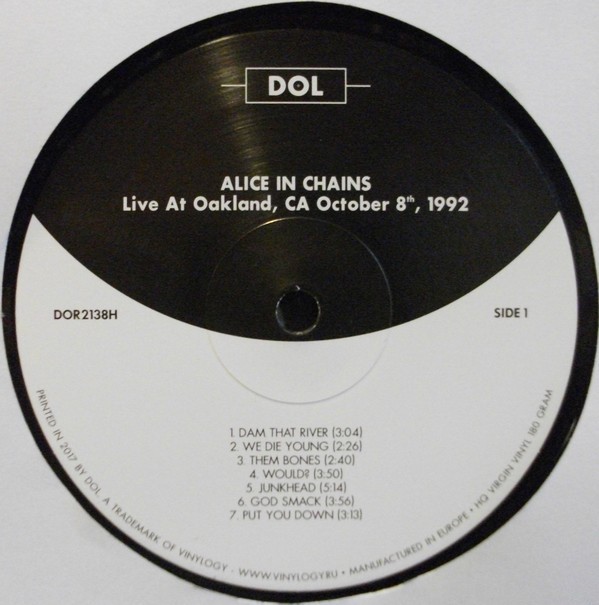 DOL
ALICE IN CHAINS
Live At Oakland, CA October 8th, 1992
DOR2138H
SIDE 1
1. DAM THAT RIVER (3:04)
2. WE DIE YOUNG (2:26)
3. THEM BONES (2:40)
4. WOULD? (3:50)
5. JUNKHEAD (5:14)
6. GOD SMACK (3:56)
7. PUT YOU DOWN (3:13)
PRINTED IN 2017 BY DOL, A TRADEMARK OF VINYLOGY - WWW.VINYLOGY.RU • MANUFACTURED IN EUROPE • HQ VIRGIN VINYL 180 GRAM